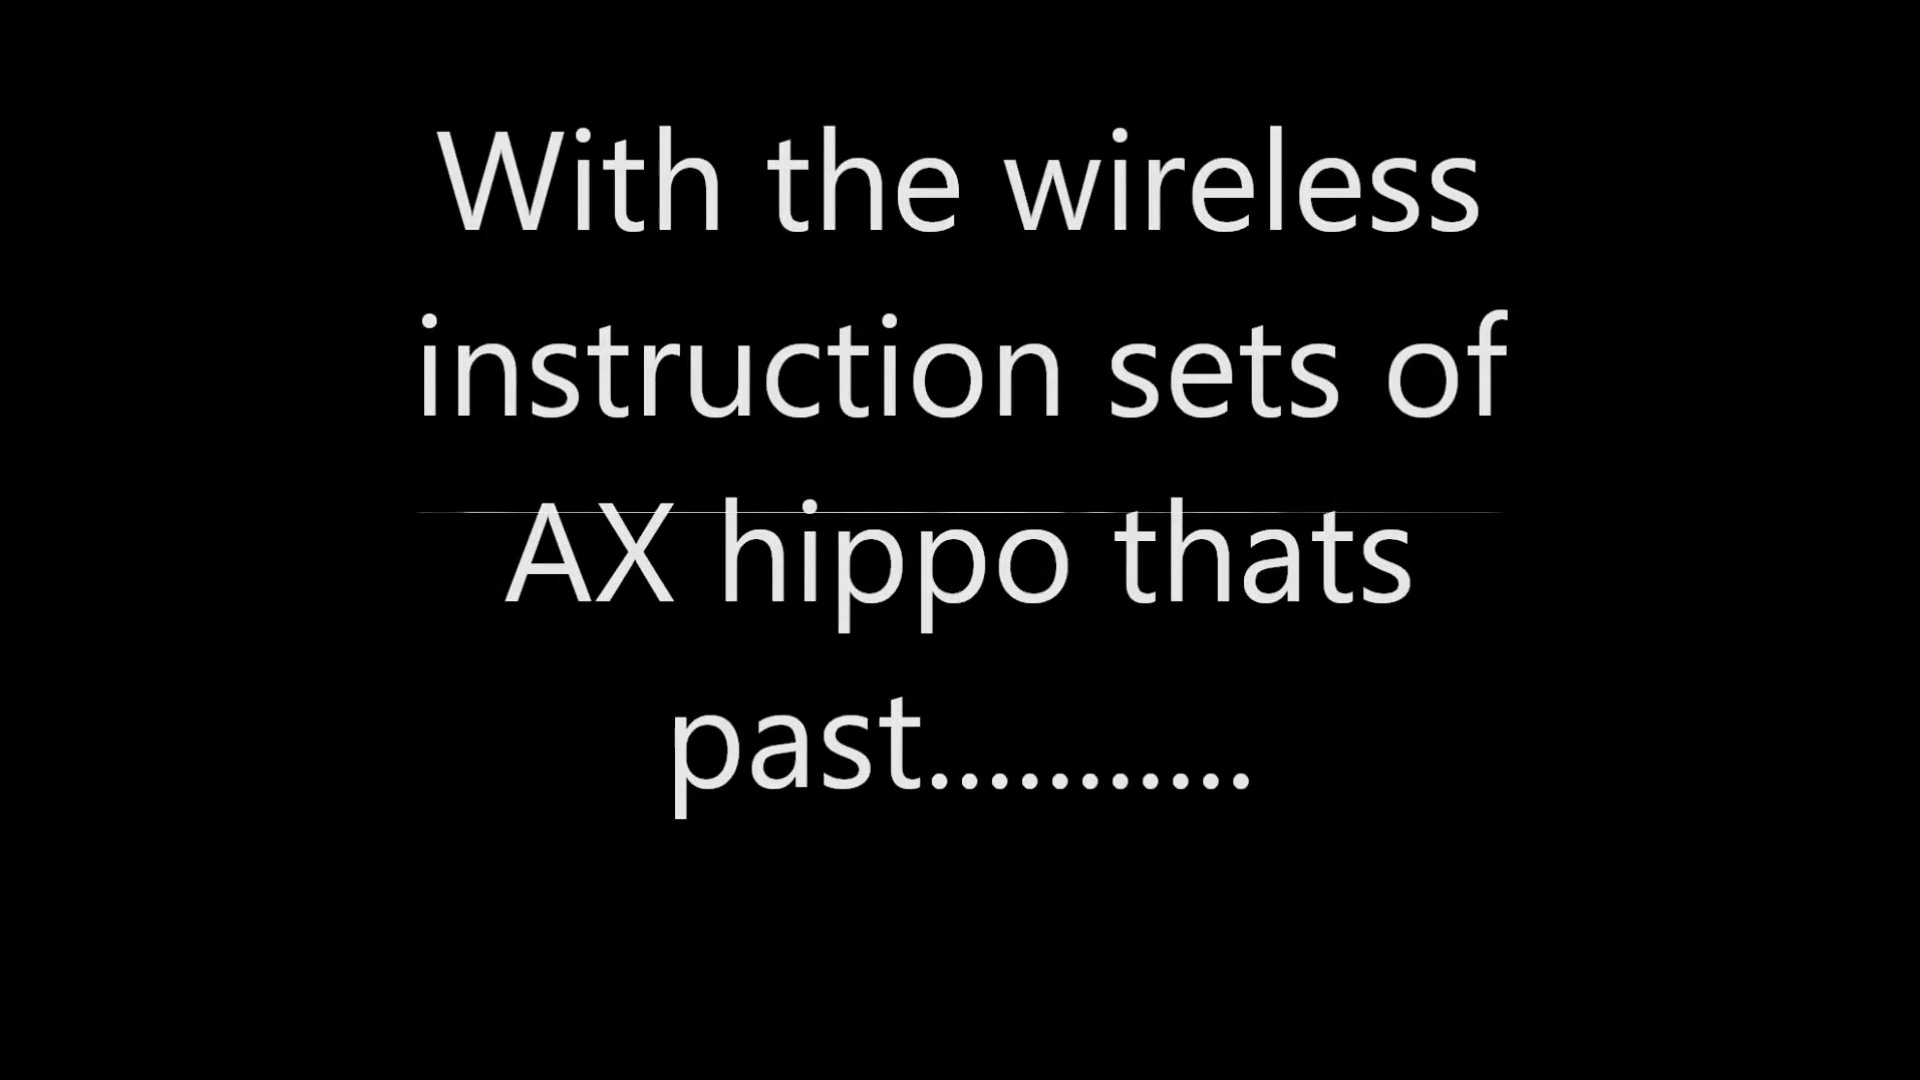 With the wireless
instruction sets of
AX hippo thats
past...........